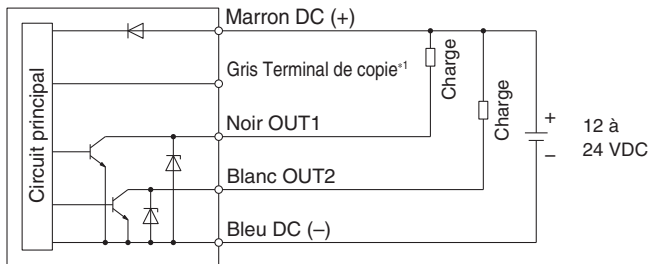 Marron DC (+)
Gris Terminal de copie*1
Charge
Charge
Circuit principal
Noir OUT1
+
12 à
24 VDC
–
Blanc OUT2
Bleu DC (–)